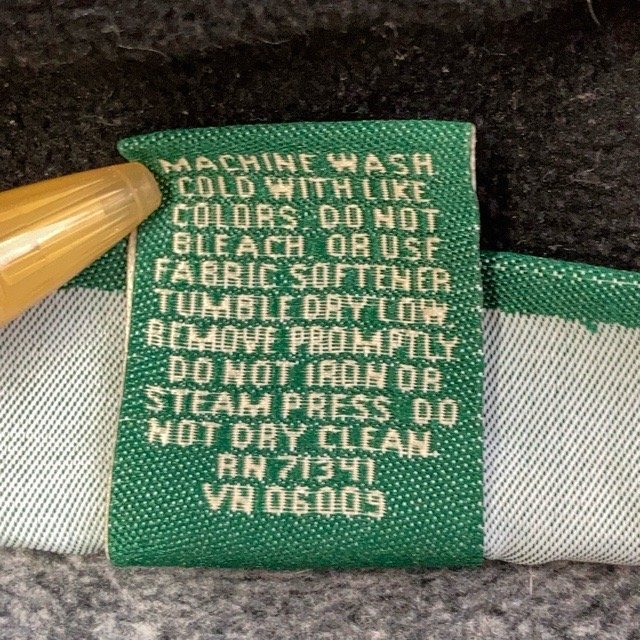 MACHINE WASH
COLD WITH LIKE
COLORS. DO NOT
BLEACH OR USE
FABRIC SOFTENER
TUMBLE DRY LOW
REMOVE PROMPTLY
DO NOT IRON OR
STEAM PRESS. DO
NOT DRY CLEAN.
RN 71341
VN 06009